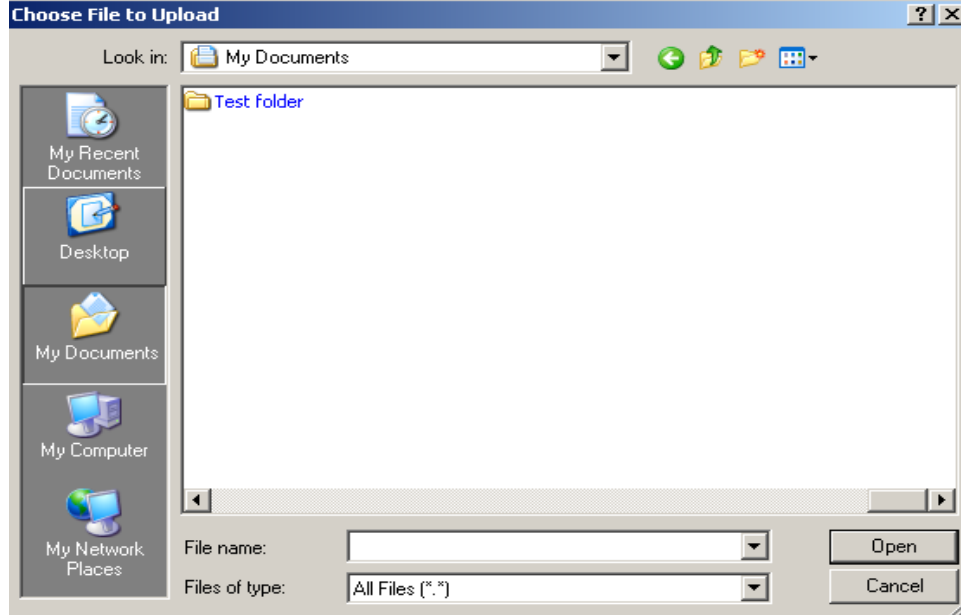 Choose File to Upload
Look in: My Documents
Test folder
My Recent
Documents
Desktop
My Documents
My Computer
My Network
Places
File name:
Open
Files of type: All Files (*.*)
Cancel